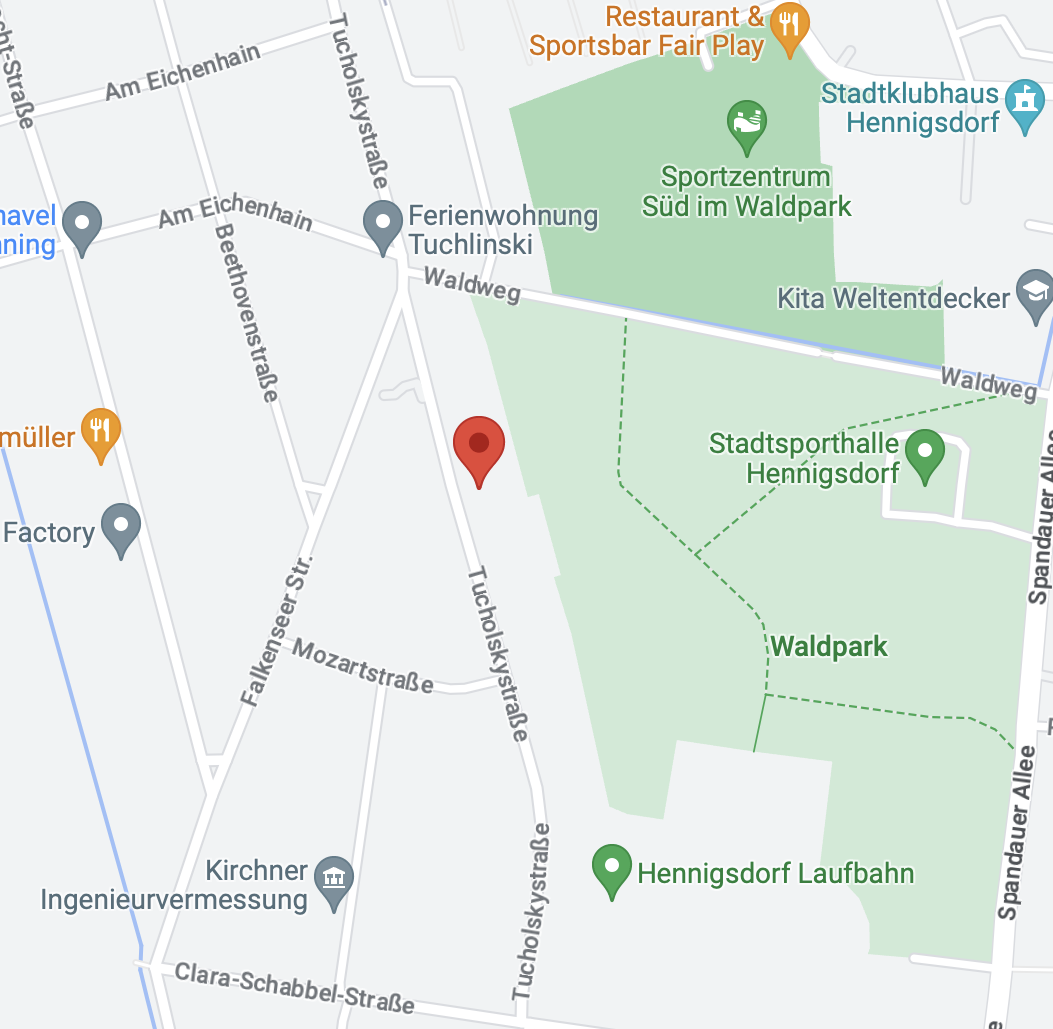 Restaurant &
Sportsbar Fair Play
Tucholskystraße
Am Eichenhain
Stadtklubhaus
Hennigsdorf
Sportzentrum
Süd im Waldpark
Am Eichenhain
Ferienwohnung
Tuchlinski
Beethovenstraße
Waldweg
Kita Weltentdecker
Waldweg
Stadtsporthalle
Hennigsdorf
Spandauer Allee
Factory
Falkenseer Str.
Tucholskystraße
Mozartstraße
Waldpark
Spandauer Allee
Tucholskystraße
Kirchner
Ingenieurvermessung
Hennigsdorf Laufbahn
Clara-Schabbel-Straße